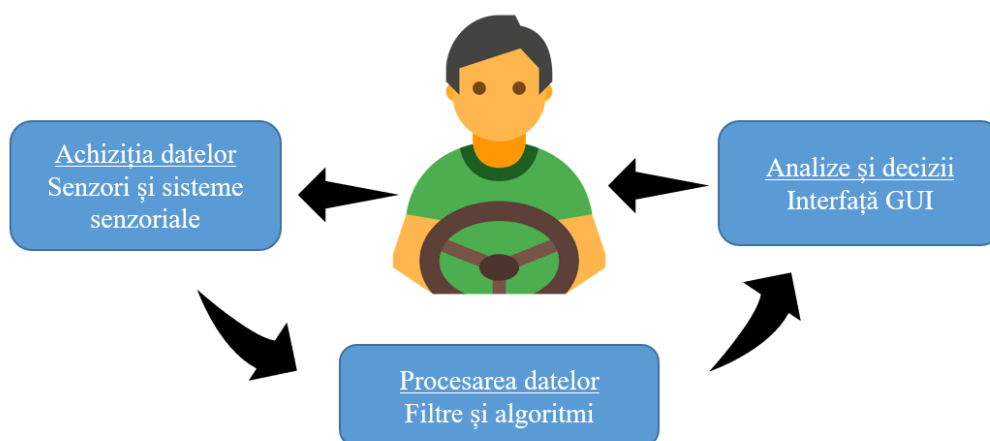 Achiziția datelor
Senzori și sisteme
senzoriale
Analize și decizii
Interfață GUI
Procesarea datelor
Filtre și algoritmi